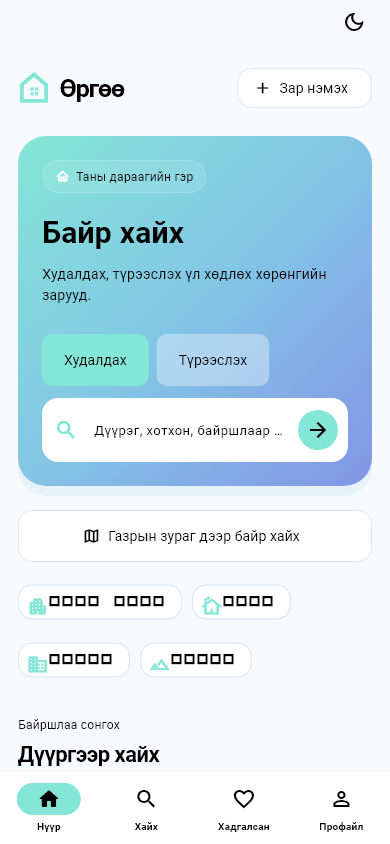 Өргөө
Зар нэмэх
Таны дараагийн гэр
Байр хайх
Худалдах, түрээслэх үл хөдлөх хөрөнгийн
зарууд.
Худалдах
Түрээслэх
Дүүрэг, хотхон, байршлаар ...
Газрын зураг дээр байр хайх
Байршлаа сонгох
Дүүргээр хайх
Нүүр
Хайх
Хадгалсан
Профайл